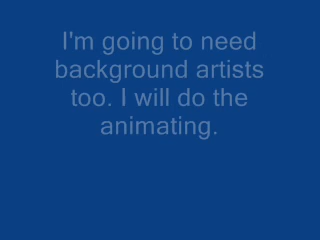 I'm going to need
background artists
too. I will do the
animating.